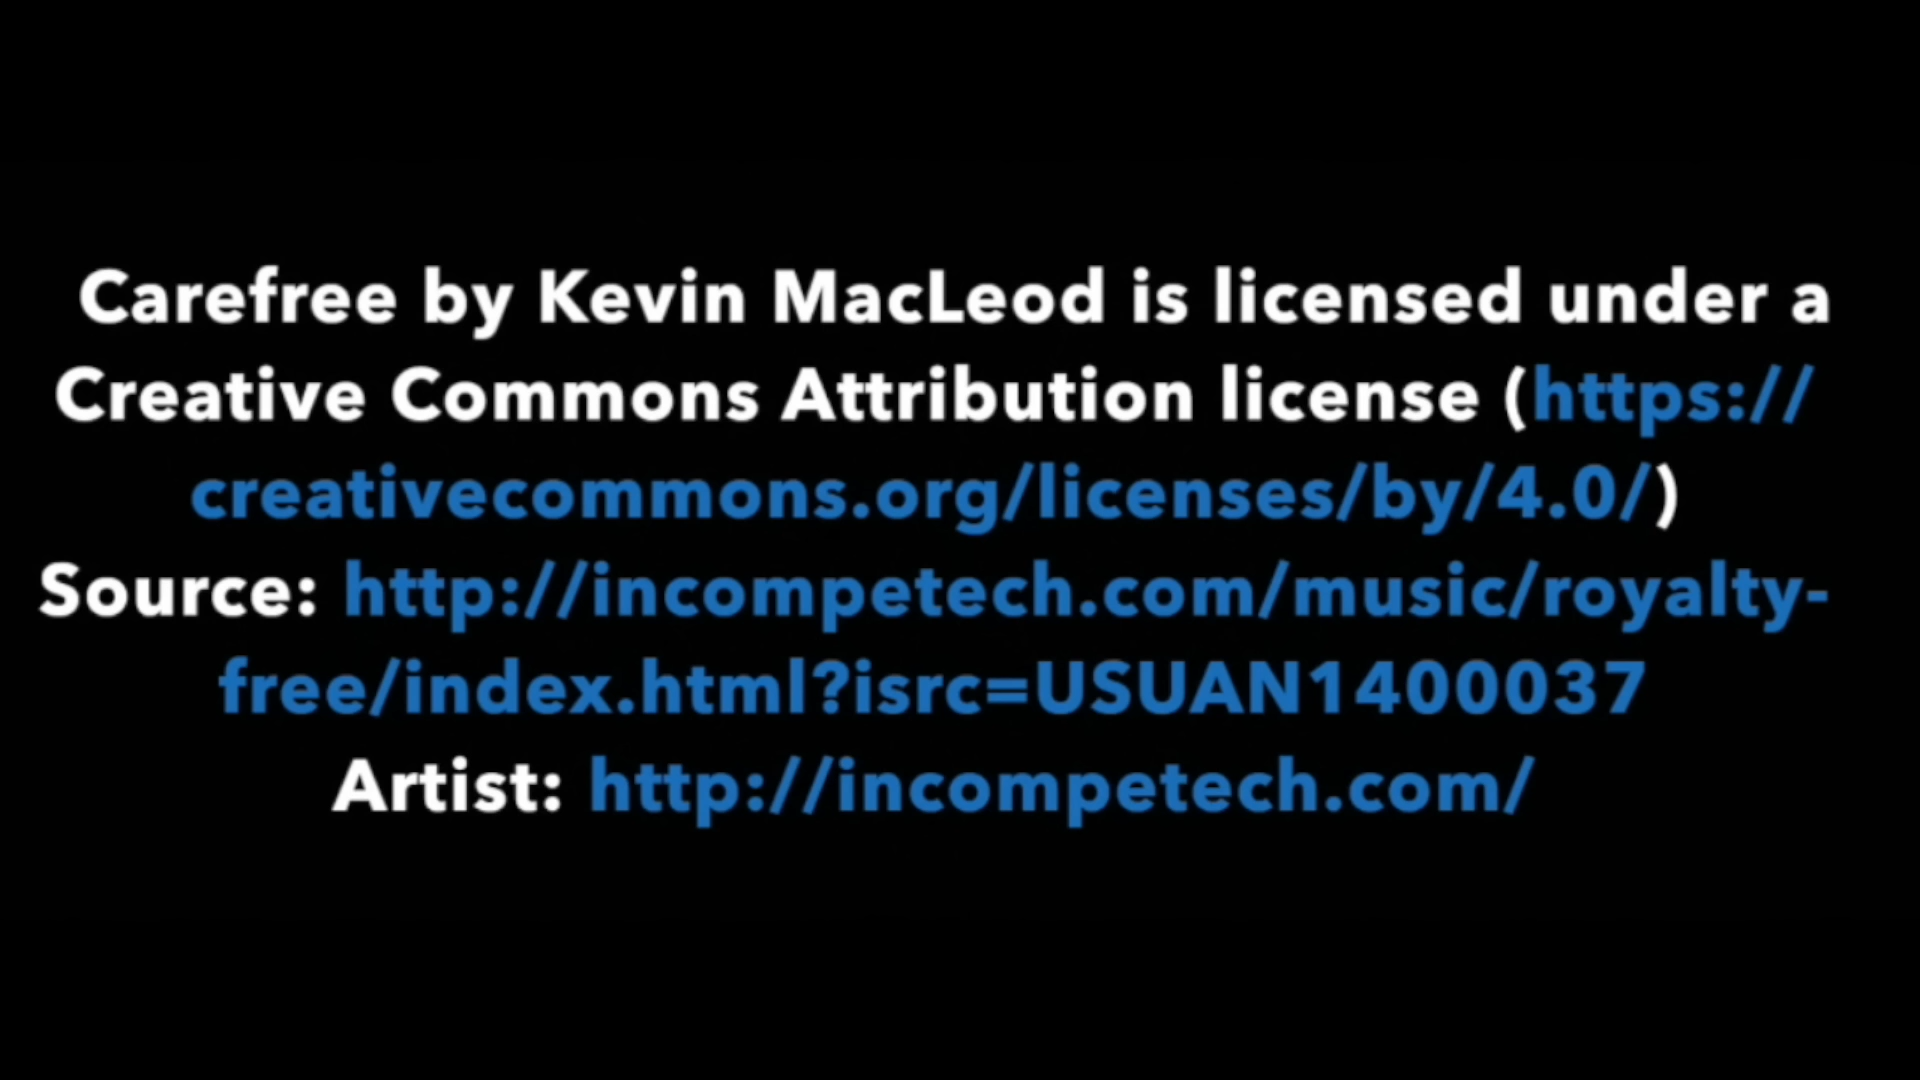 Carefree by Kevin MacLeod is licensed under a
Creative Commons Attribution license (https://
creativecommons.org/licenses/by/4.0/)
Source: http://incompetech.com/music/royalty-
free/index.html?isrc=USUAN1400037
Artist: http://incompetech.com/